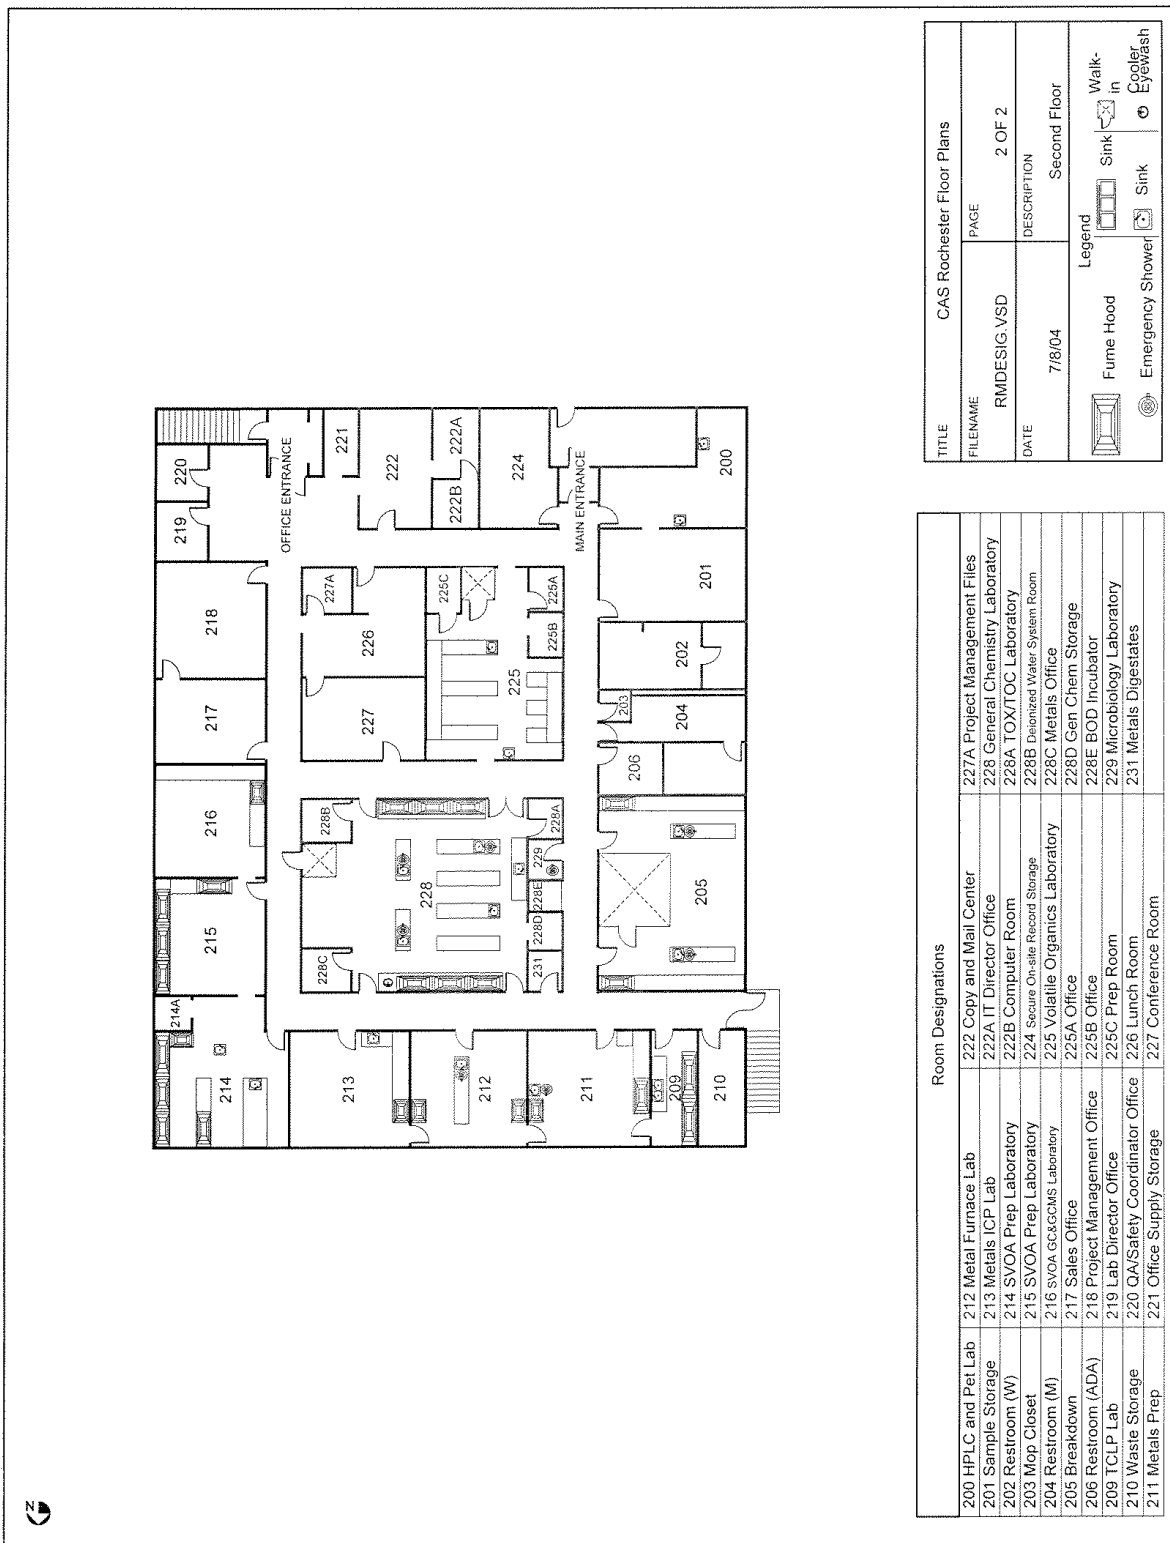 N
220
219
218
217
216
215
214A
214
213
212
211
209
210
OFFICE ENTRANCE
221
222
222A
222B
224
MAIN ENTRANCE
200
201
202
203
204
206
205
227A
226
227
225C
225A
225B
225
228B
228
228A
229
228E
228D
231
228C
Room Designations
200 HPLC and Pet Lab
201 Sample Storage
202 Restroom (W)
203 Mop Closet
204 Restroom (M)
205 Breakdown
206 Restroom (ADA)
209 TCLP Lab
210 Waste Storage
211 Metals Prep
212 Metal Furnace Lab
213 Metals ICP Lab
214 SVOA Prep Laboratory
215 SVOA Prep Laboratory
216 SVOA GC&GCMS Laboratory
217 Sales Office
218 Project Management Office
219 Lab Director Office
220 QA/Safety Coordinator Office
221 Office Supply Storage
222 Copy and Mail Center
222A IT Director Office
222B Computer Room
224 Secure On-site Record Storage
225 Volatile Organics Laboratory
225A Office
225B Office
225C Prep Room
226 Lunch Room
227 Conference Room
227A Project Management Files
228 General Chemistry Laboratory
228A TOX/TOC Laboratory
228B Deionized Water System Room
228C Metals Office
228D Gen Chem Storage
228E BOD Incubator
229 Microbiology Laboratory
231 Metals Digestates
TITLE
CAS Rochester Floor Plans
FILENAME
RMDESIG.VSD
PAGE
2 OF 2
DATE
7/8/04
DESCRIPTION
Second Floor
Legend
Fume Hood
Sink
Walk-
in
Cooler
Emergency Shower
Sink
Eyewash